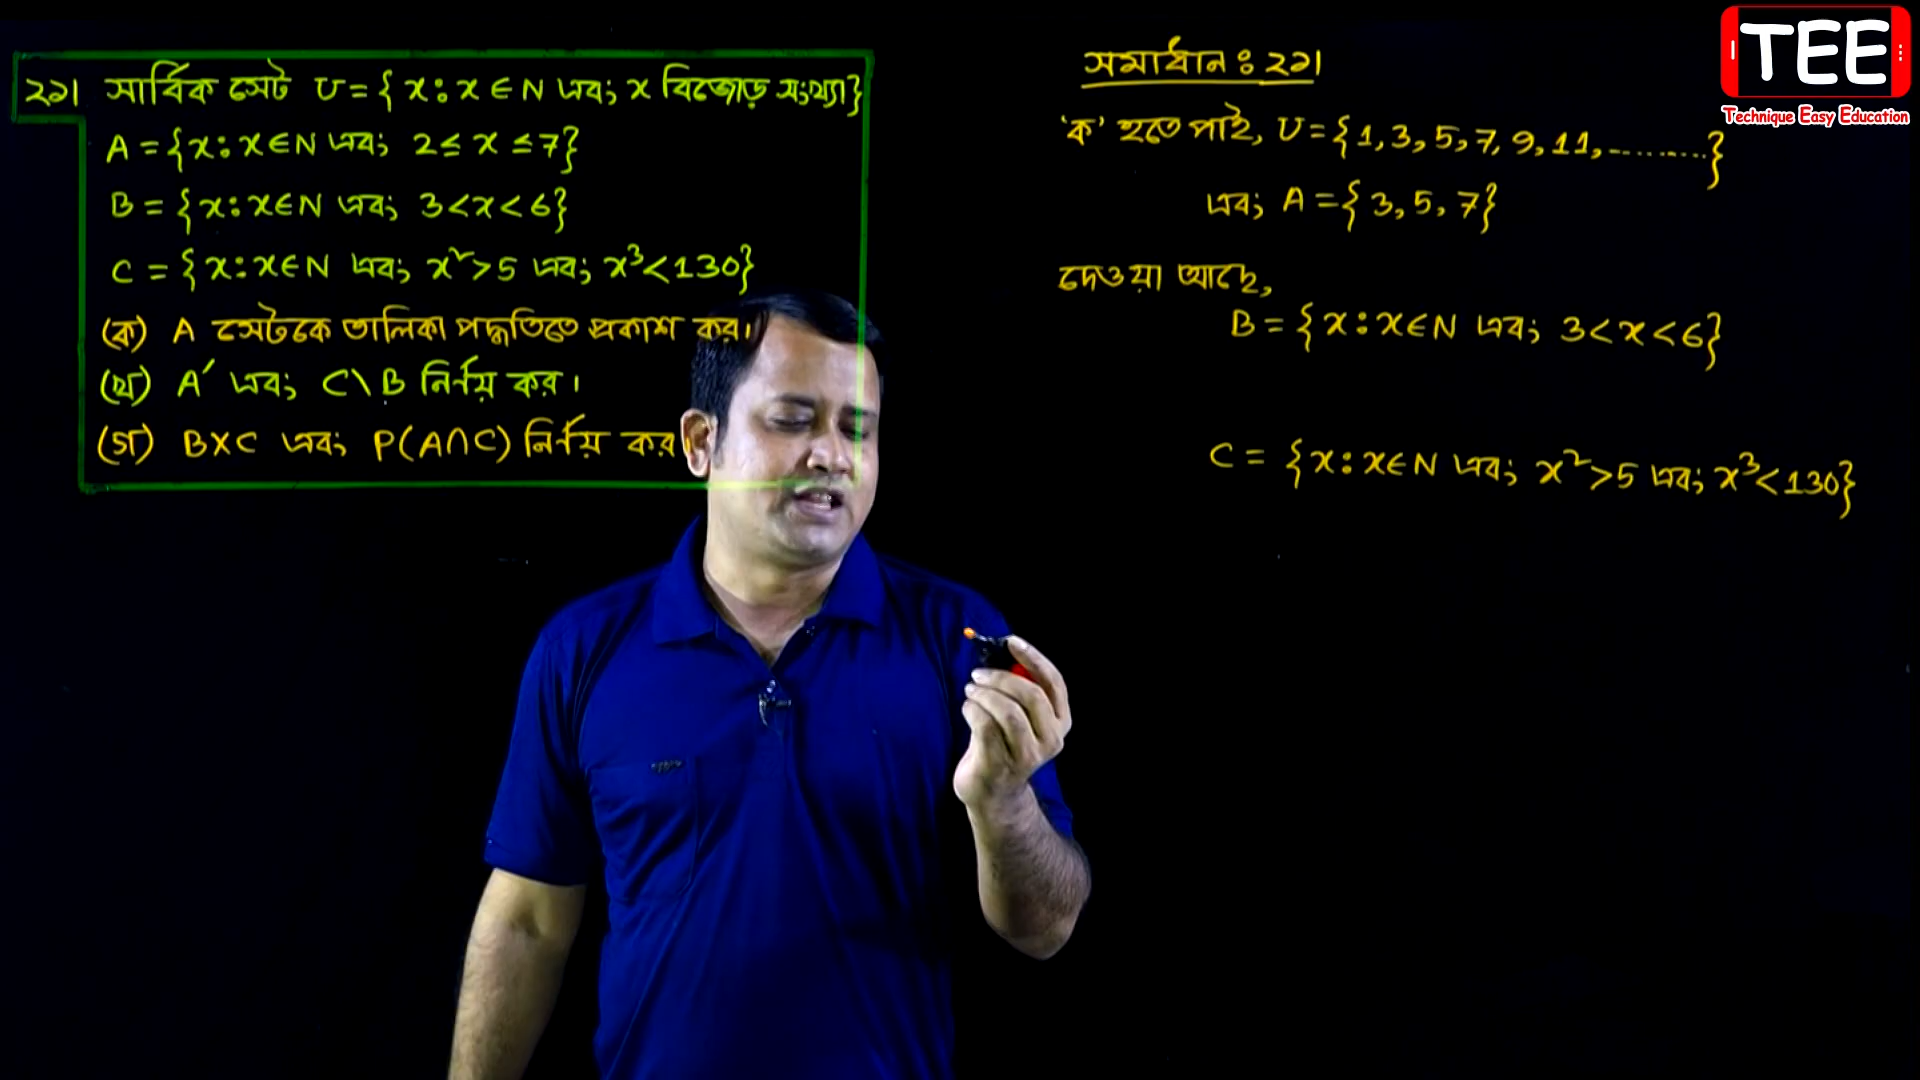 ২১। সার্বিক সেট U = { x : x ∈ N এবং x বিজোড় সংখ্যা}
A = {x : x ∈ N এবং 2 ≤ x ≤ 7}
B = {x : x ∈ N এবং 3 < x < 6}
C = {x : x ∈ N এবং x² > 5 এবং x³ < 130}
(ক) A সেটকে তালিকা পদ্ধতিতে প্রকাশ কর।
(খ) A′ এবং C \ B নির্ণয় কর।
(গ) B×C এবং P(A∩C) নির্ণয় কর।
সমাধান : ২১।
'ক' হতে পাই, U = {1, 3, 5, 7, 9, 11, ..........}
এবং A = {3, 5, 7}
দেওয়া আছে,
B = {x : x ∈ N এবং 3 < x < 6}
C = {x : x ∈ N এবং x² > 5 এবং x³ < 130}
TEE
Technique Easy Education